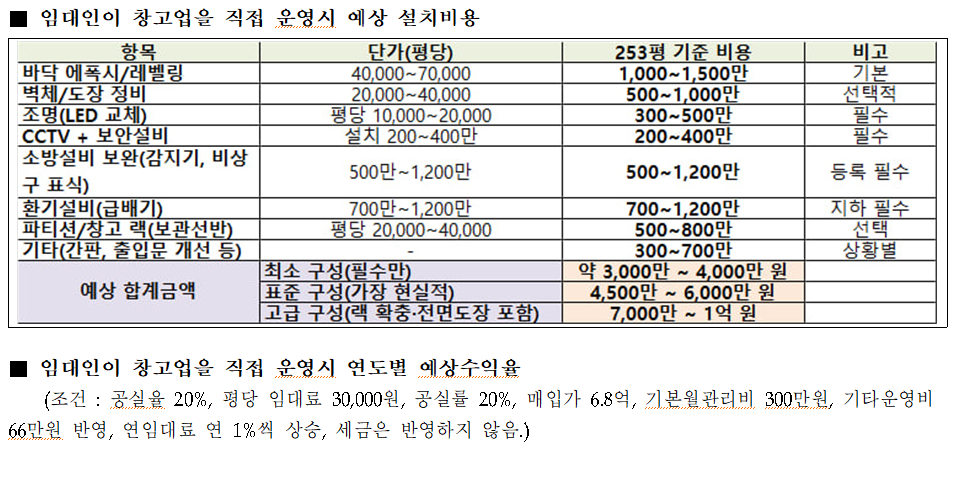 ■ 임대인이 창고업을 직접 운영시 예상 설치비용
항목 단가(평당) 253평 기준 비용 비고
바닥 에폭시/레벨링 40,000~70,000 1,000~1,500만 기본
벽체/도장 정비 20,000~40,000 500~1,000만 선택적
조명(LED 교체) 평당 10,000~20,000 300~500만 필수
CCTV + 보안설비 설치 200~400만 200~400만 필수
소방설비 보완(감지기, 비상
구 표식) 500만~1,200만 500~1,200만 등록 필수
환기설비(급배기) 700만~1,200만 700~1,200만 지하 필수
파티션/창고 랙(보관선반) 평당 20,000~40,000 500~800만 선택
기타(간판, 출입문 개선 등) - 300~700만 상황별
예상 합계금액 최소 구성(필수만) 약 3,000만 ~ 4,000만 원
표준 구성(가장 현실적) 4,500만 ~ 6,000만 원
고급 구성(랙 확충·전면도장 포함) 7,000만 ~ 1억 원
■ 임대인이 창고업을 직접 운영시 연도별 예상수익율
(조건 : 공실율 20%, 평당 임대료 30,000원, 공실률 20%, 매입가 6.8억, 기본월관리비 300만원, 기타운영비
66만원 반영, 연임대료 연 1%씩 상승, 세금은 반영하지 않음.)